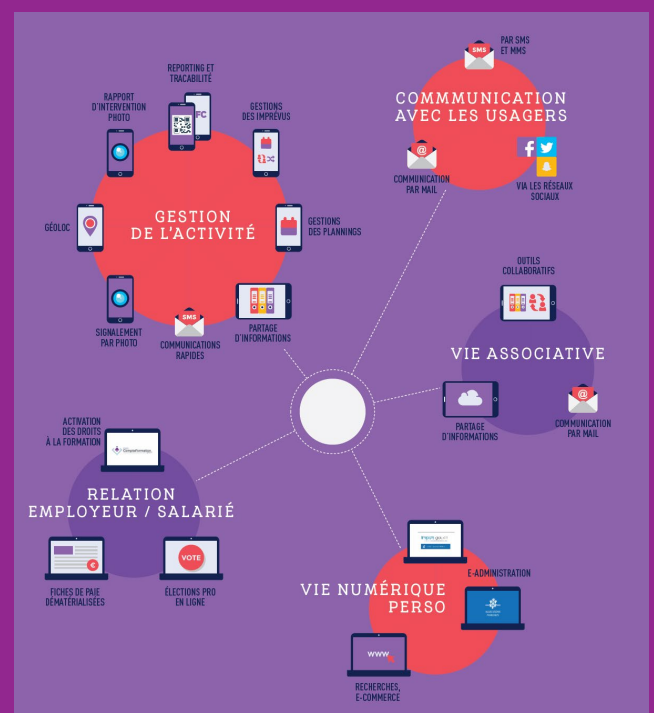 PAR SMS
ET MMS
SMS
COMMMUNICATION
AVEC LES USAGERS
@
COMMUNICATION
PAR MAIL
f
VIA LES RÉSEAUX
SOCIAUX
REPORTING ET
TRACABILITÉ
FC
RAPPORT
D'INTERVENTION
PHOTO
GESTIONS
DES IMPRÉVUS
GESTION
DE L'ACTIVITÉ
GÉOLOC
GESTIONS
DES PLANNINGS
SIGNALEMENT
PAR PHOTO
SMS
COMMUNICATIONS
RAPIDES
PARTAGE
D'INFORMATIONS
OUTILS
COLLABORATIFS
VIE ASSOCIATIVE
PARTAGE
D'INFORMATIONS
@
COMMUNICATION
PAR MAIL
ACTIVATION
DES DROITS
À LA FORMATION
RELATION
EMPLOYEUR / SALARIÉ
€
FICHES DE PAIE
DÉMATÉRIALISÉES
VOTE
ÉLECTIONS PRO
EN LIGNE
VIE NUMÉRIQUE
PERSO
E-ADMINISTRATION
WWW
RECHERCHES,
E-COMMERCE